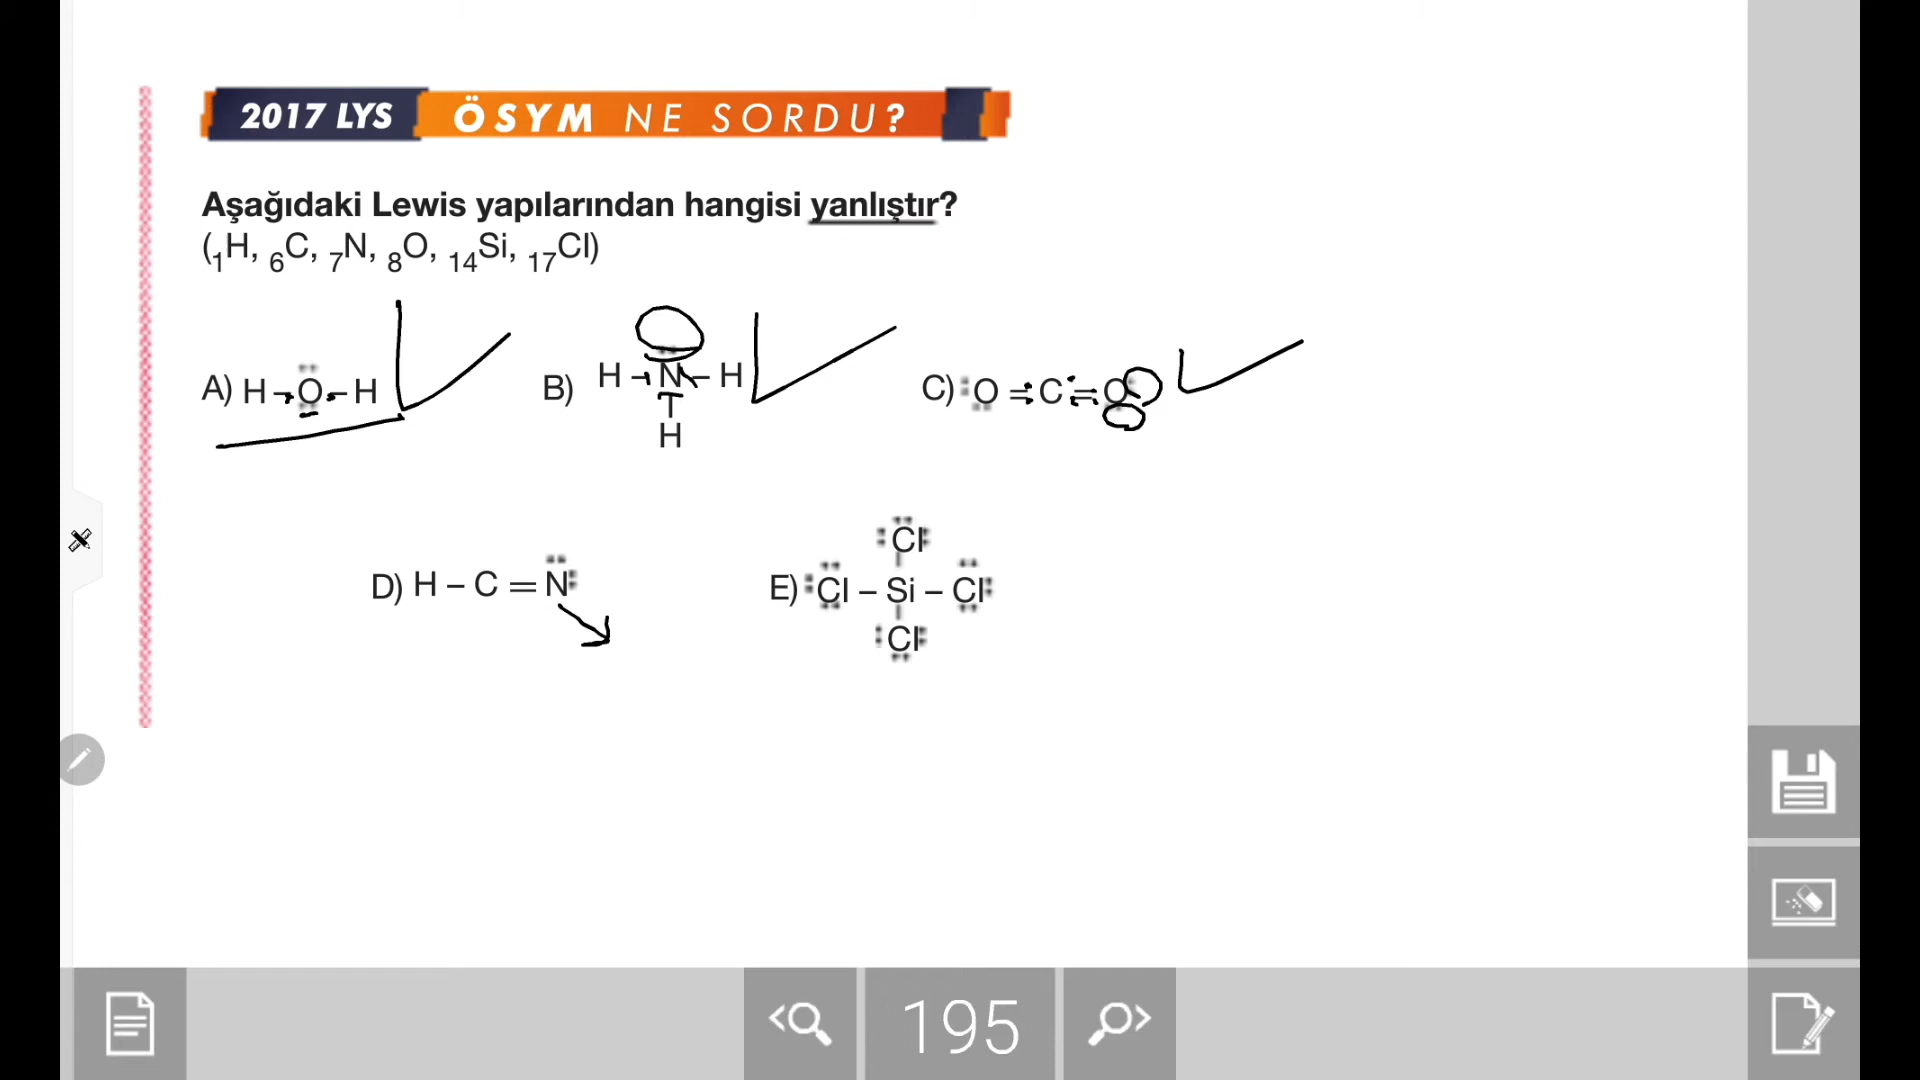 2017 LYS ÖSYM NE SORDU?
Aşağıdaki Lewis yapılarından hangisi yanlıştır?
(₁H, ₆C, ₇N, ₈O, ₁₄Si, ₁₇Cl)
A) H – O – H
B) H – N – H
H
C) O = C = O
D) H – C = N
Cl
E) Cl – Si – Cl
Cl
195